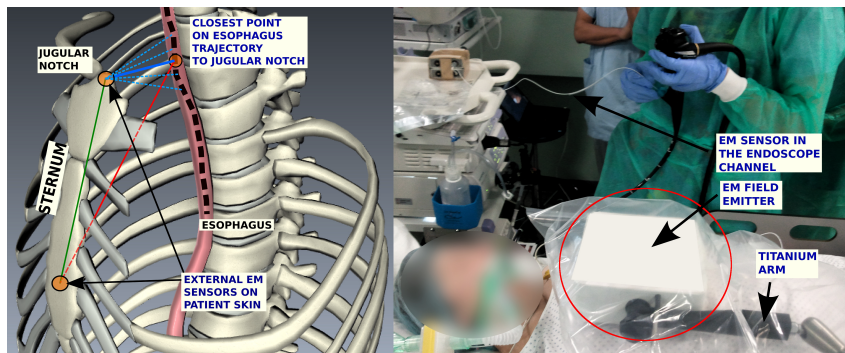 CLOSEST POINT
ON ESOPHAGUS
TRAJECTORY
TO JUGULAR NOTCH
JUGULAR
NOTCH
STERNUM
ESOPHAGUS
EXTERNAL EM
SENSORS ON
PATIENT SKIN
EM SENSOR IN
THE ENDOSCOPE
CHANNEL
EM FIELD
EMITTER
TITANIUM
ARM